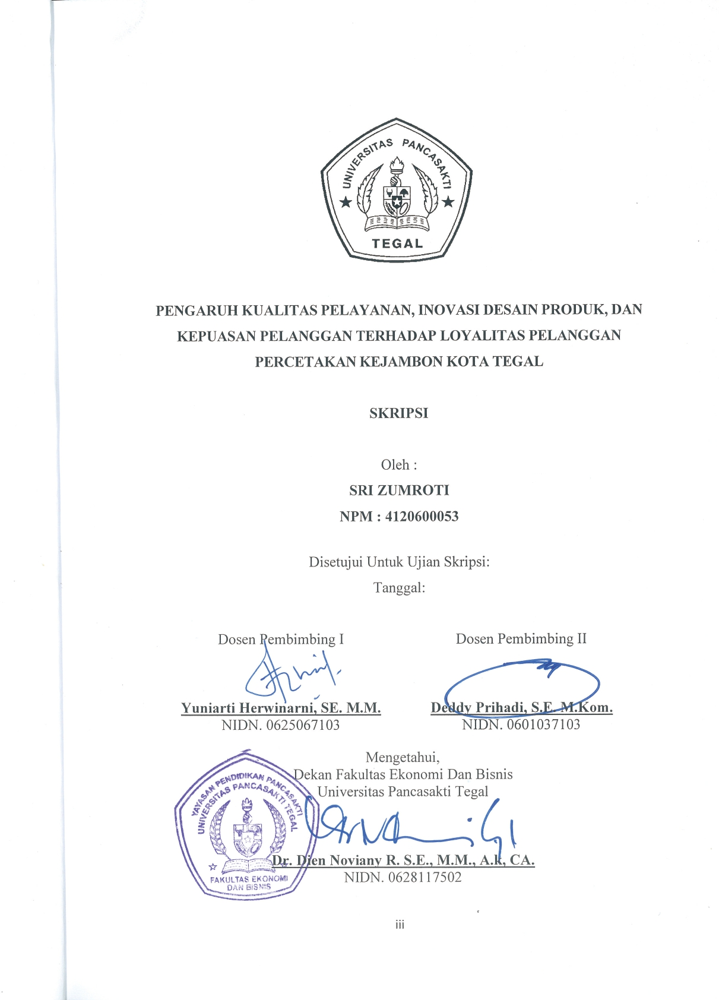 UNIVERSITAS PANCASAKTI
TEGAL
PENGARUH KUALITAS PELAYANAN, INOVASI DESAIN PRODUK, DAN
KEPUASAN PELANGGAN TERHADAP LOYALITAS PELANGGAN
PERCETAKAN KEJAMBON KOTA TEGAL
SKRIPSI
Oleh :
SRI ZUMROTI
NPM : 4120600053
Disetujui Untuk Ujian Skripsi:
Tanggal:
Dosen Pembimbing I
Dosen Pembimbing II
Yuniarti Herwinarni, SE. M.M.
NIDN. 0625067103
Deddy Prihadi, S.E. M.Kom.
NIDN. 0601037103
Mengetahui,
Dekan Fakultas Ekonomi Dan Bisnis
Universitas Pancasakti Tegal
YAYASAN PENDIDIKAN PANCASAKTI
UNIVERSITAS PANCASAKTI TEGAL
FAKULTAS EKONOMI
DAN BISNIS
Dr. Dien Noviany R. S.E., M.M., A.k, CA.
NIDN. 0628117502
iii